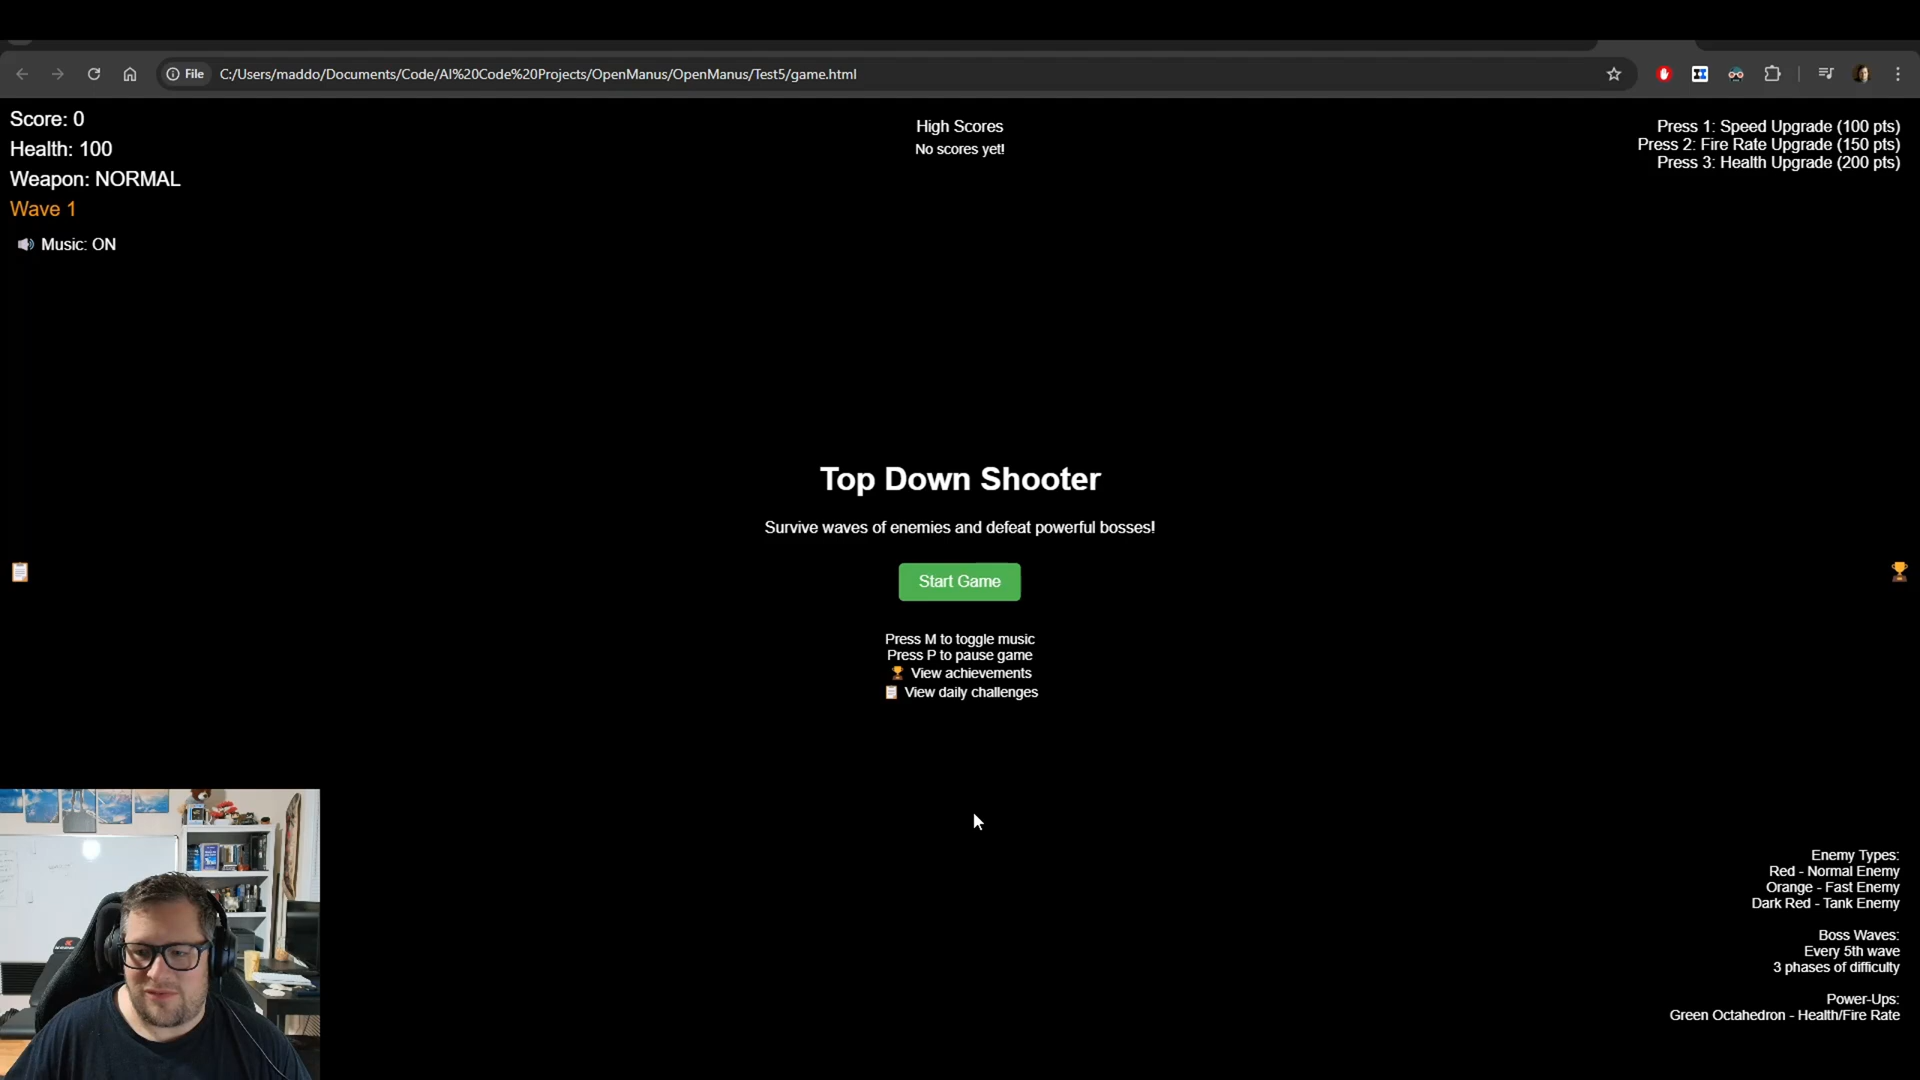 File
C:/Users/maddo/Documents/Code/AI%20Code%20Projects/OpenManus/OpenManus/Test5/game.html
Score: 0
Health: 100
Weapon: NORMAL
Wave 1
Music: ON
High Scores
No scores yet!
Press 1: Speed Upgrade (100 pts)
Press 2: Fire Rate Upgrade (150 pts)
Press 3: Health Upgrade (200 pts)
Top Down Shooter
Survive waves of enemies and defeat powerful bosses!
Start Game
Press M to toggle music
Press P to pause game
🏆 View achievements
📋 View daily challenges
Enemy Types:
Red - Normal Enemy
Orange - Fast Enemy
Dark Red - Tank Enemy
Boss Waves:
Every 5th wave
3 phases of difficulty
Power-Ups:
Green Octahedron - Health/Fire Rate